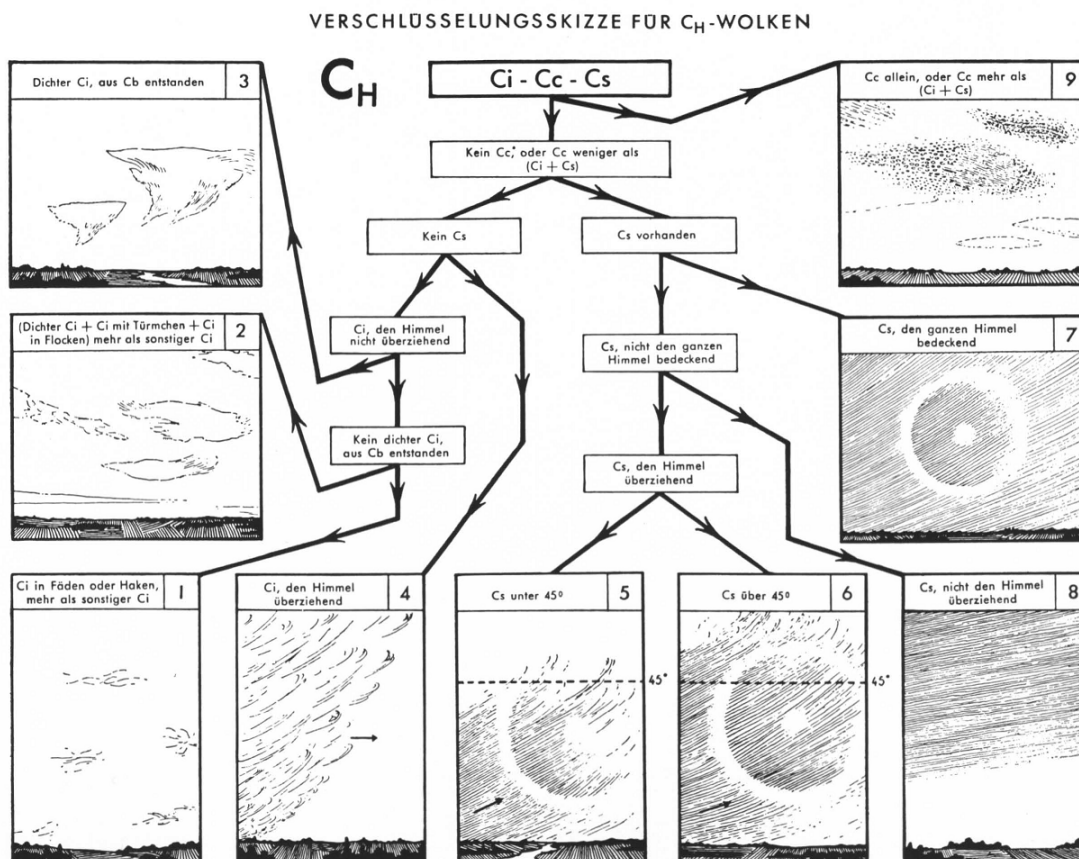 VERSCHLÜSSELUNGSSKIZZE FÜR CH-WOLKEN
Dichter Ci, aus Cb entstanden
3
CH
Ci - Cc - Cs
Cc allein, oder Cc mehr als
(Ci + Cs)
9
Kein Cc, oder Cc weniger als
(Ci + Cs)
Kein Cs
Cs vorhanden
(Dichter Ci + Ci mit Türmchen + Ci
in Flocken) mehr als sonstiger Ci
2
Ci, den Himmel
nicht überziehend
Cs, nicht den ganzen
Himmel bedeckend
Cs, den ganzen Himmel
bedeckend
7
Kein dichter Ci,
aus Cb entstanden
Cs, den Himmel
überziehend
Ci in Fäden oder Haken,
mehr als sonstiger Ci
1
Ci, den Himmel
überziehend
4
Cs unter 45°
5
45°
Cs über 45°
6
45°
Cs, nicht den Himmel
überziehend
8